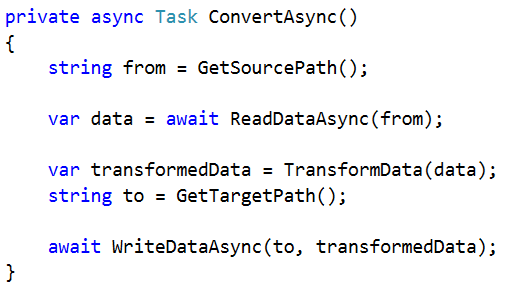 private async Task ConvertAsync()
{
    string from = GetSourcePath();

    var data = await ReadDataAsync(from);

    var transformedData = TransformData(data);
    string to = GetTargetPath();

    await WriteDataAsync(to, transformedData);
}